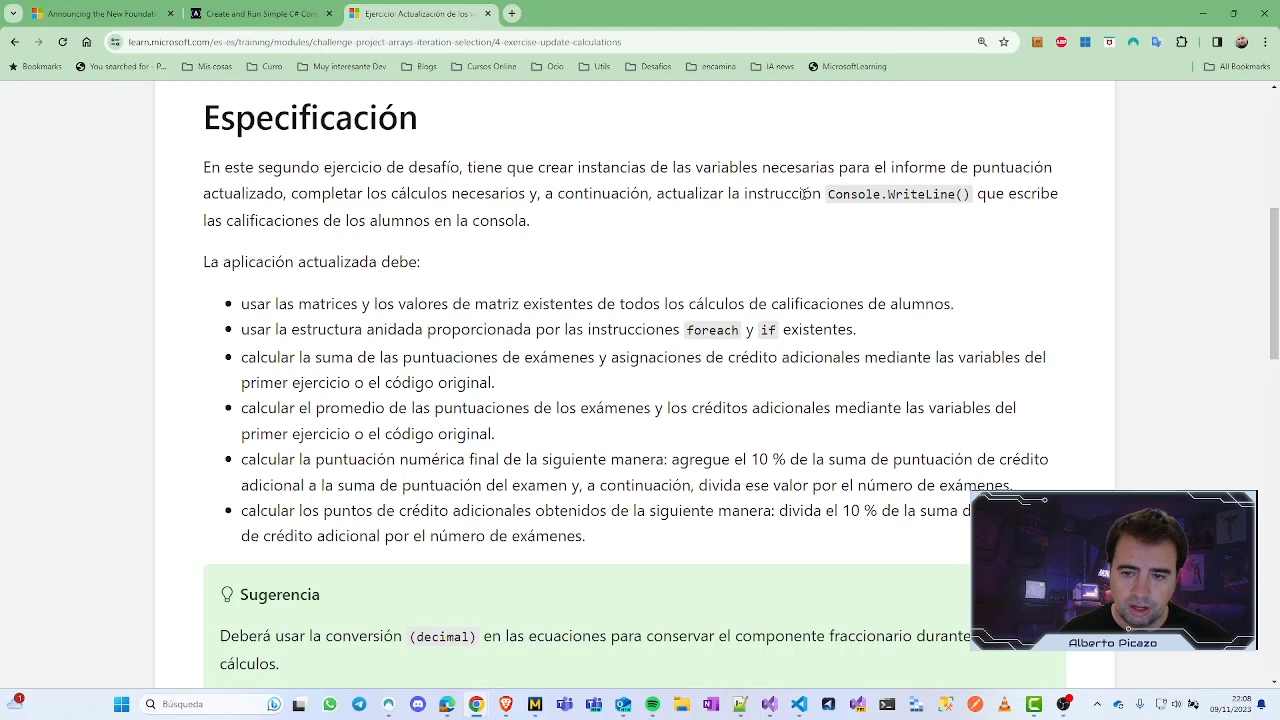 Announcing the New Foundatic
Create and Run Simple C# Con
Ejercicio: Actualización de los va
learn.microsoft.com/es-es/training/modules/challenge-project-arrays-iteration-selection/4-exercise-update-calculations
Bookmarks
You searched for - P...
Mis cosas
Curro
Muy interesante Dev
Blogs
Cursos Online
Ocio
Utils
Desafios
encamina
IA news
MicrosoftLearning
All Bookmarks
Especificación
En este segundo ejercicio de desafío, tiene que crear instancias de las variables necesarias para el informe de puntuación
actualizado, completar los cálculos necesarios y, a continuación, actualizar la instrucción Console.WriteLine() que escribe
las calificaciones de los alumnos en la consola.
La aplicación actualizada debe:
usar las matrices y los valores de matriz existentes de todos los cálculos de calificaciones de alumnos.
usar la estructura anidada proporcionada por las instrucciones foreach y if existentes.
calcular la suma de las puntuaciones de exámenes y asignaciones de crédito adicionales mediante las variables del
primer ejercicio o el código original.
calcular el promedio de las puntuaciones de los exámenes y los créditos adicionales mediante las variables del
primer ejercicio o el código original.
calcular la puntuación numérica final de la siguiente manera: agregue el 10 % de la suma de puntuación de crédito
adicional a la suma de puntuación del examen y, a continuación, divida ese valor por el número de exámenes.
calcular los puntos de crédito adicionales obtenidos de la siguiente manera: divida el 10 % de la suma d
de crédito adicional por el número de exámenes.
Sugerencia
Deberá usar la conversión (decimal) en las ecuaciones para conservar el componente fraccionario durante
cálculos.
Alberto Picazo
Búsqueda
22:08
09/11/2023